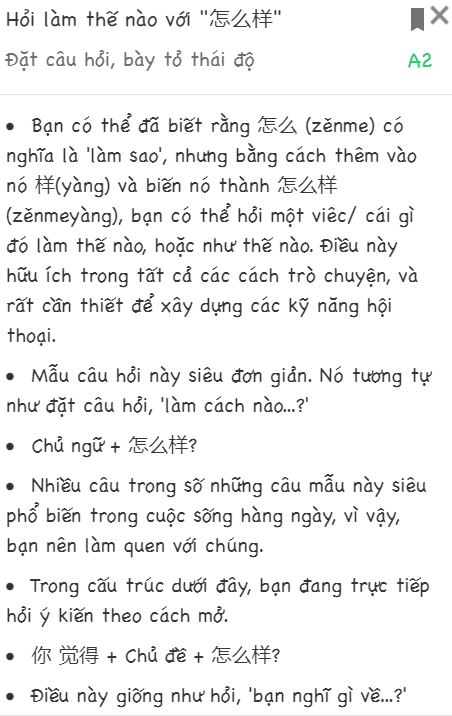 Hỏi làm thế nào với "怎么样"
Đặt câu hỏi, bày tỏ thái độ A2
• Bạn có thể đã biết rằng 怎么 (zěnme) có
nghĩa là 'làm sao', nhưng bằng cách thêm vào
nó 样(yàng) và biến nó thành 怎么样
(zěnmeyàng), bạn có thể hỏi một viêc/ cái gì
đó làm thế nào, hoặc như thế nào. Điều này
hữu ích trong tất cả các cách trò chuyện, và
rất cần thiết để xây dựng các kỹ năng hội
thoại.
• Mẫu câu hỏi này siêu đơn giản. Nó tương tự
như đặt câu hỏi, 'làm cách nào...?'
• Chủ ngữ + 怎么样?
• Nhiều câu trong số những câu mẫu này siêu
phổ biến trong cuộc sống hàng ngày, vì vậy,
bạn nên làm quen với chúng.
• Trong cấu trúc dưới đây, bạn đang trực tiếp
hỏi ý kiến theo cách mở.
• 你 觉得 + Chủ đề + 怎么样?
• Điều này giống như hỏi, 'bạn nghĩ gì về...?'